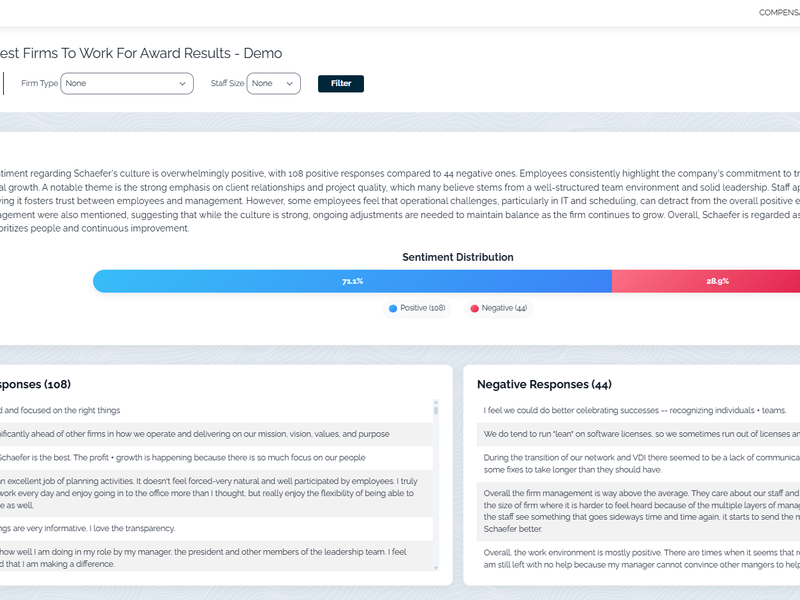 COMPENSA
est Firms To Work For Award Results - Demo
Firm Type None Staff Size None Filter
timent regarding Schaefer's culture is overwhelmingly positive, with 108 positive responses compared to 44 negative ones. Employees consistently highlight the company's commitment to tr
al growth. A notable theme is the strong emphasis on client relationships and project quality, which many believe stems from a well-structured team environment and solid leadership. Staff ap
ing it fosters trust between employees and management. However, some employees feel that operational challenges, particularly in IT and scheduling, can detract from the overall positive e
agement were also mentioned, suggesting that while the culture is strong, ongoing adjustments are needed to maintain balance as the firm continues to grow. Overall, Schaefer is regarded as
oritizes people and continuous improvement.
Sentiment Distribution
71.1% 28.9%
Positive (108) Negative (44)
sponses (108)
d and focused on the right things
nificantly ahead of other firms in how we operate and delivering on our mission, vision, values, and purpose
Schaefer is the best. The profit + growth is happening because there is so much focus on our people
an excellent job of planning activities. It doesn't feel forced-very natural and well participated by employees. I truly
work every day and enjoy going in to the office more than I thought, but really enjoy the flexibility of being able to
e as well.
ngs are very informative. I love the transparency.
how well I am doing in my role by my manager, the president and other members of the leadership team. I feel
d that I am making a difference.
Negative Responses (44)
I feel we could do better celebrating successes -- recognizing individuals + teams.
We do tend to run "lean" on software licenses, so we sometimes run out of licenses an
During the transition of our network and VDI there seemed to be a lack of communica
some fixes to take longer than they should have.
Overall the firm management is way above the average. They care about our staff and
the size of firm where it is harder to feel heard because of the multiple layers of manag
the staff see something that goes sideways time and time again, it starts to send the m
Schaefer better.
Overall, the work environment is mostly positive. There are times when it seems that r
am still left with no help because my manager cannot convince other mangers to help